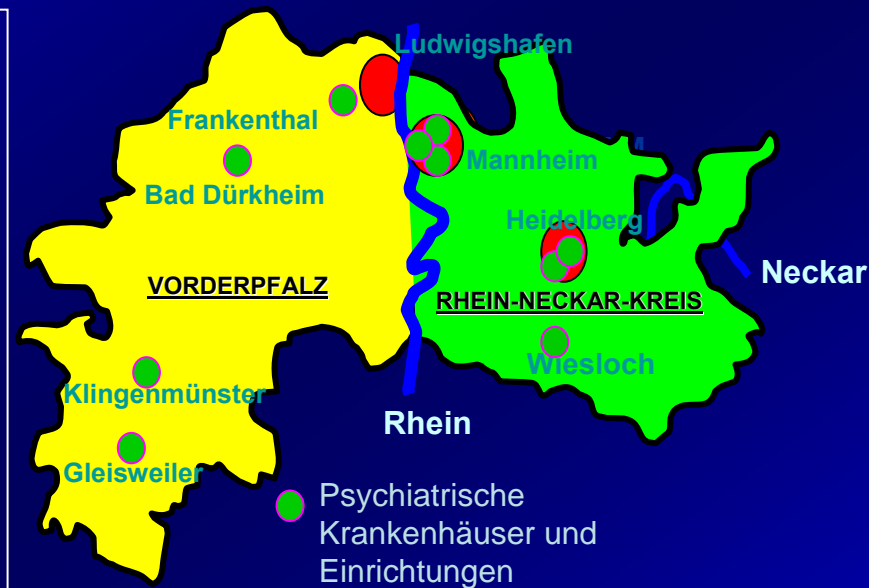 Ludwigshafen
Frankenthal
Mannheim
Bad Dürkheim
Heidelberg
Neckar
VORDERPFALZ
RHEIN-NECKAR-KREIS
Wiesloch
Klingenmünster
Rhein
Gleisweiler
Psychiatrische
Krankenhäuser und
Einrichtungen